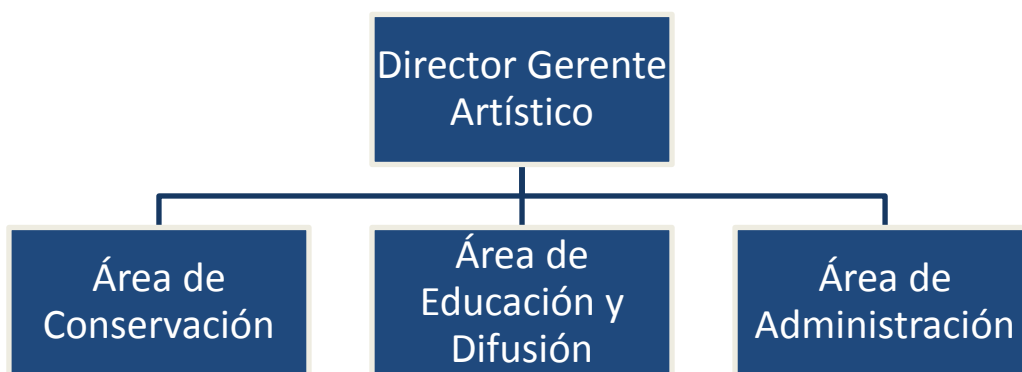 Director Gerente
Artístico
Área de
Conservación
Área de
Educación y
Difusión
Área de
Administración